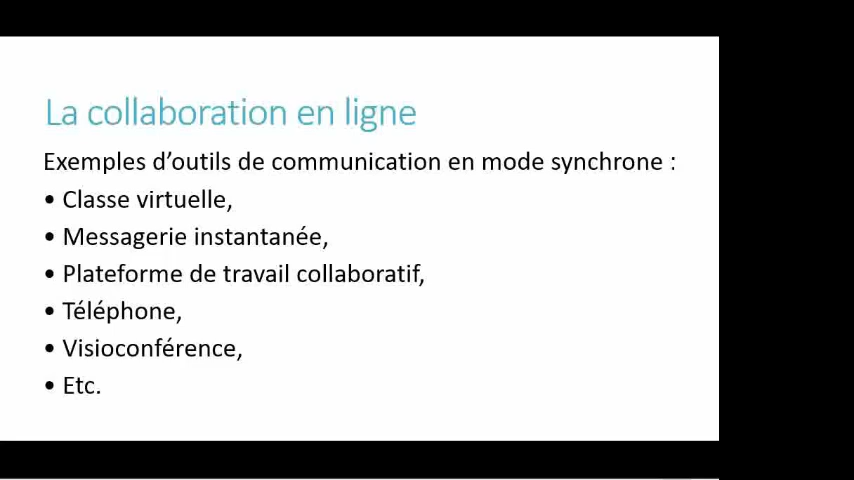 La collaboration en ligne
Exemples d’outils de communication en mode synchrone :
• Classe virtuelle,
• Messagerie instantanée,
• Plateforme de travail collaboratif,
• Téléphone,
• Visioconférence,
• Etc.